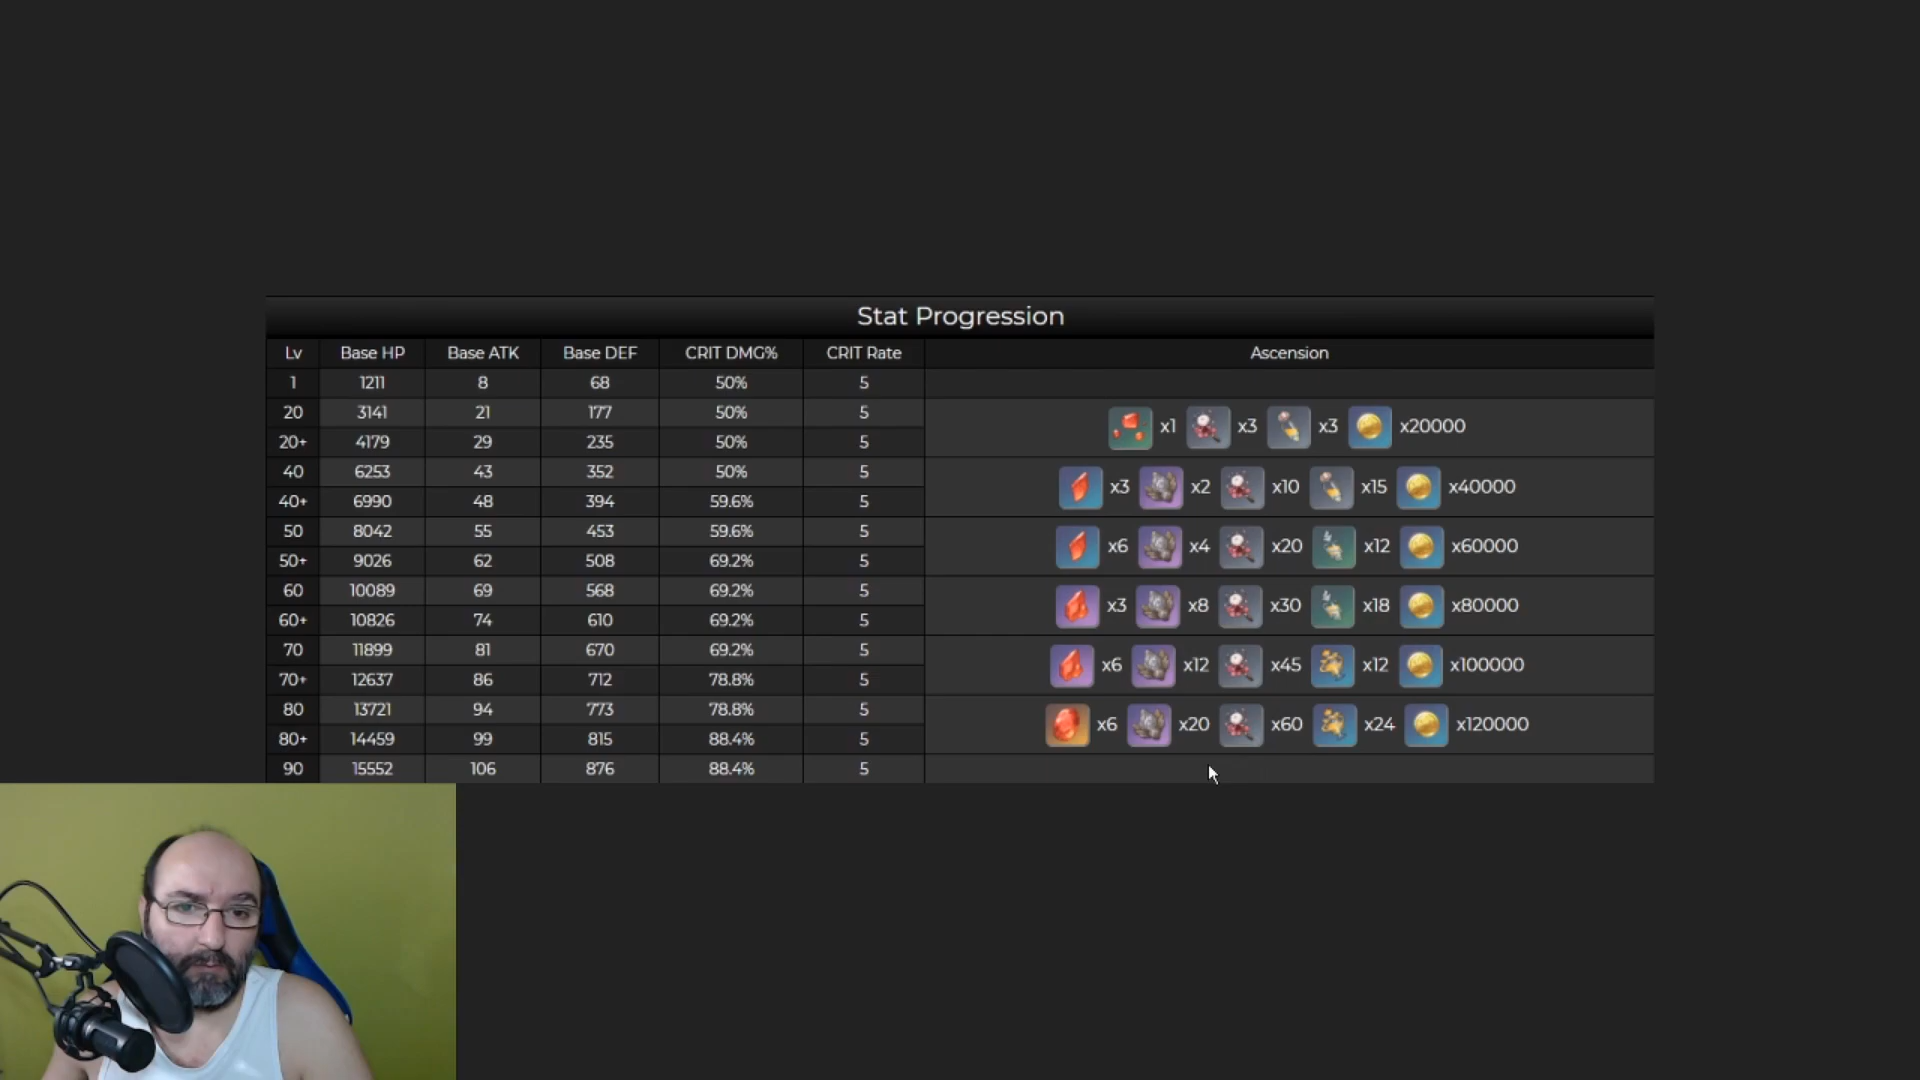 Stat Progression
Lv Base HP Base ATK Base DEF CRIT DMG% CRIT Rate Ascension
1 1211 8 68 50% 5
20 3141 21 177 50% 5
x1 x3 x3 x20000
20+ 4179 29 235 50% 5
40 6253 43 352 50% 5
x3 x2 x10 x15 x40000
40+ 6990 48 394 59.6% 5
50 8042 55 453 59.6% 5
x6 x4 x20 x12 x60000
50+ 9026 62 508 69.2% 5
60 10089 69 568 69.2% 5
x3 x8 x30 x18 x80000
60+ 10826 74 610 69.2% 5
70 11899 81 670 69.2% 5
x6 x12 x45 x12 x100000
70+ 12637 86 712 78.8% 5
80 13721 94 773 78.8% 5
x6 x20 x60 x24 x120000
80+ 14459 99 815 88.4% 5
90 15552 106 876 88.4% 5